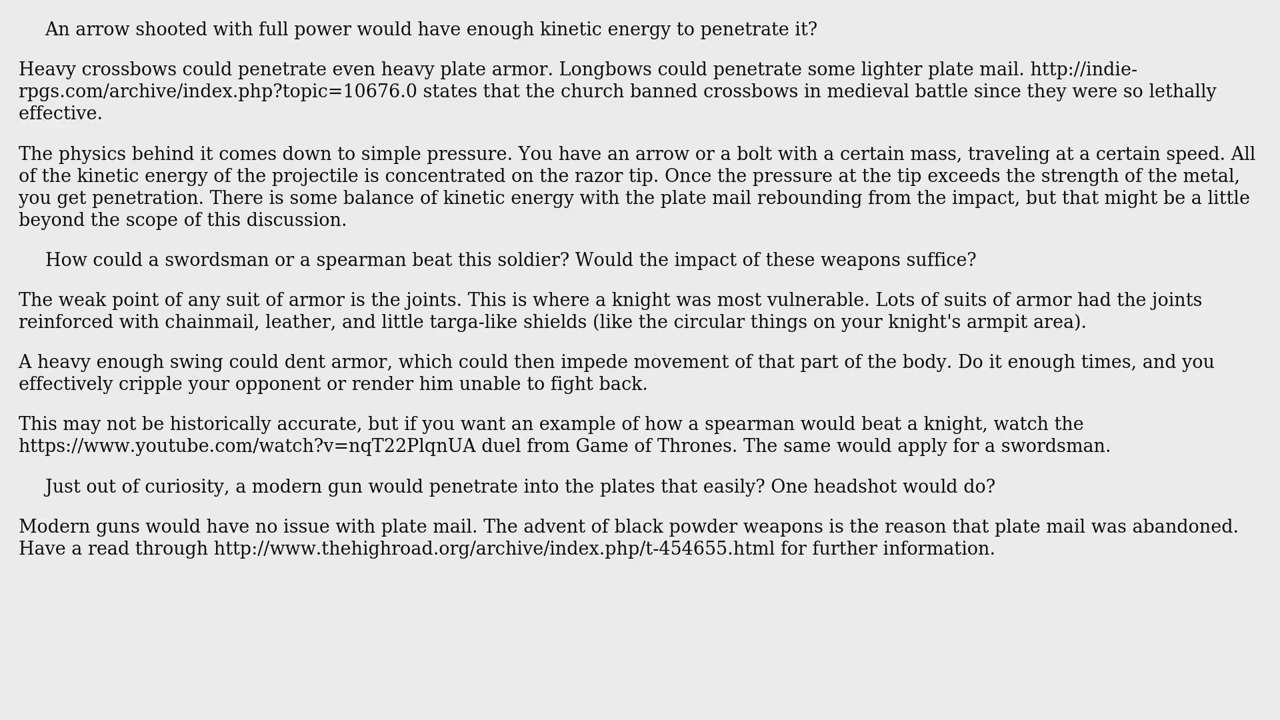 An arrow shooted with full power would have enough kinetic energy to penetrate it?
Heavy crossbows could penetrate even heavy plate armor. Longbows could penetrate some lighter plate mail. http://indie-
rpgs.com/archive/index.php?topic=10676.0 states that the church banned crossbows in medieval battle since they were so lethally
effective.
The physics behind it comes down to simple pressure. You have an arrow or a bolt with a certain mass, traveling at a certain speed. All
of the kinetic energy of the projectile is concentrated on the razor tip. Once the pressure at the tip exceeds the strength of the metal,
you get penetration. There is some balance of kinetic energy with the plate mail rebounding from the impact, but that might be a little
beyond the scope of this discussion.
How could a swordsman or a spearman beat this soldier? Would the impact of these weapons suffice?
The weak point of any suit of armor is the joints. This is where a knight was most vulnerable. Lots of suits of armor had the joints
reinforced with chainmail, leather, and little targa-like shields (like the circular things on your knight's armpit area).
A heavy enough swing could dent armor, which could then impede movement of that part of the body. Do it enough times, and you
effectively cripple your opponent or render him unable to fight back.
This may not be historically accurate, but if you want an example of how a spearman would beat a knight, watch the
https://www.youtube.com/watch?v=nqT22PlqnUA duel from Game of Thrones. The same would apply for a swordsman.
Just out of curiosity, a modern gun would penetrate into the plates that easily? One headshot would do?
Modern guns would have no issue with plate mail. The advent of black powder weapons is the reason that plate mail was abandoned.
Have a read through http://www.thehighroad.org/archive/index.php/t-454655.html for further information.